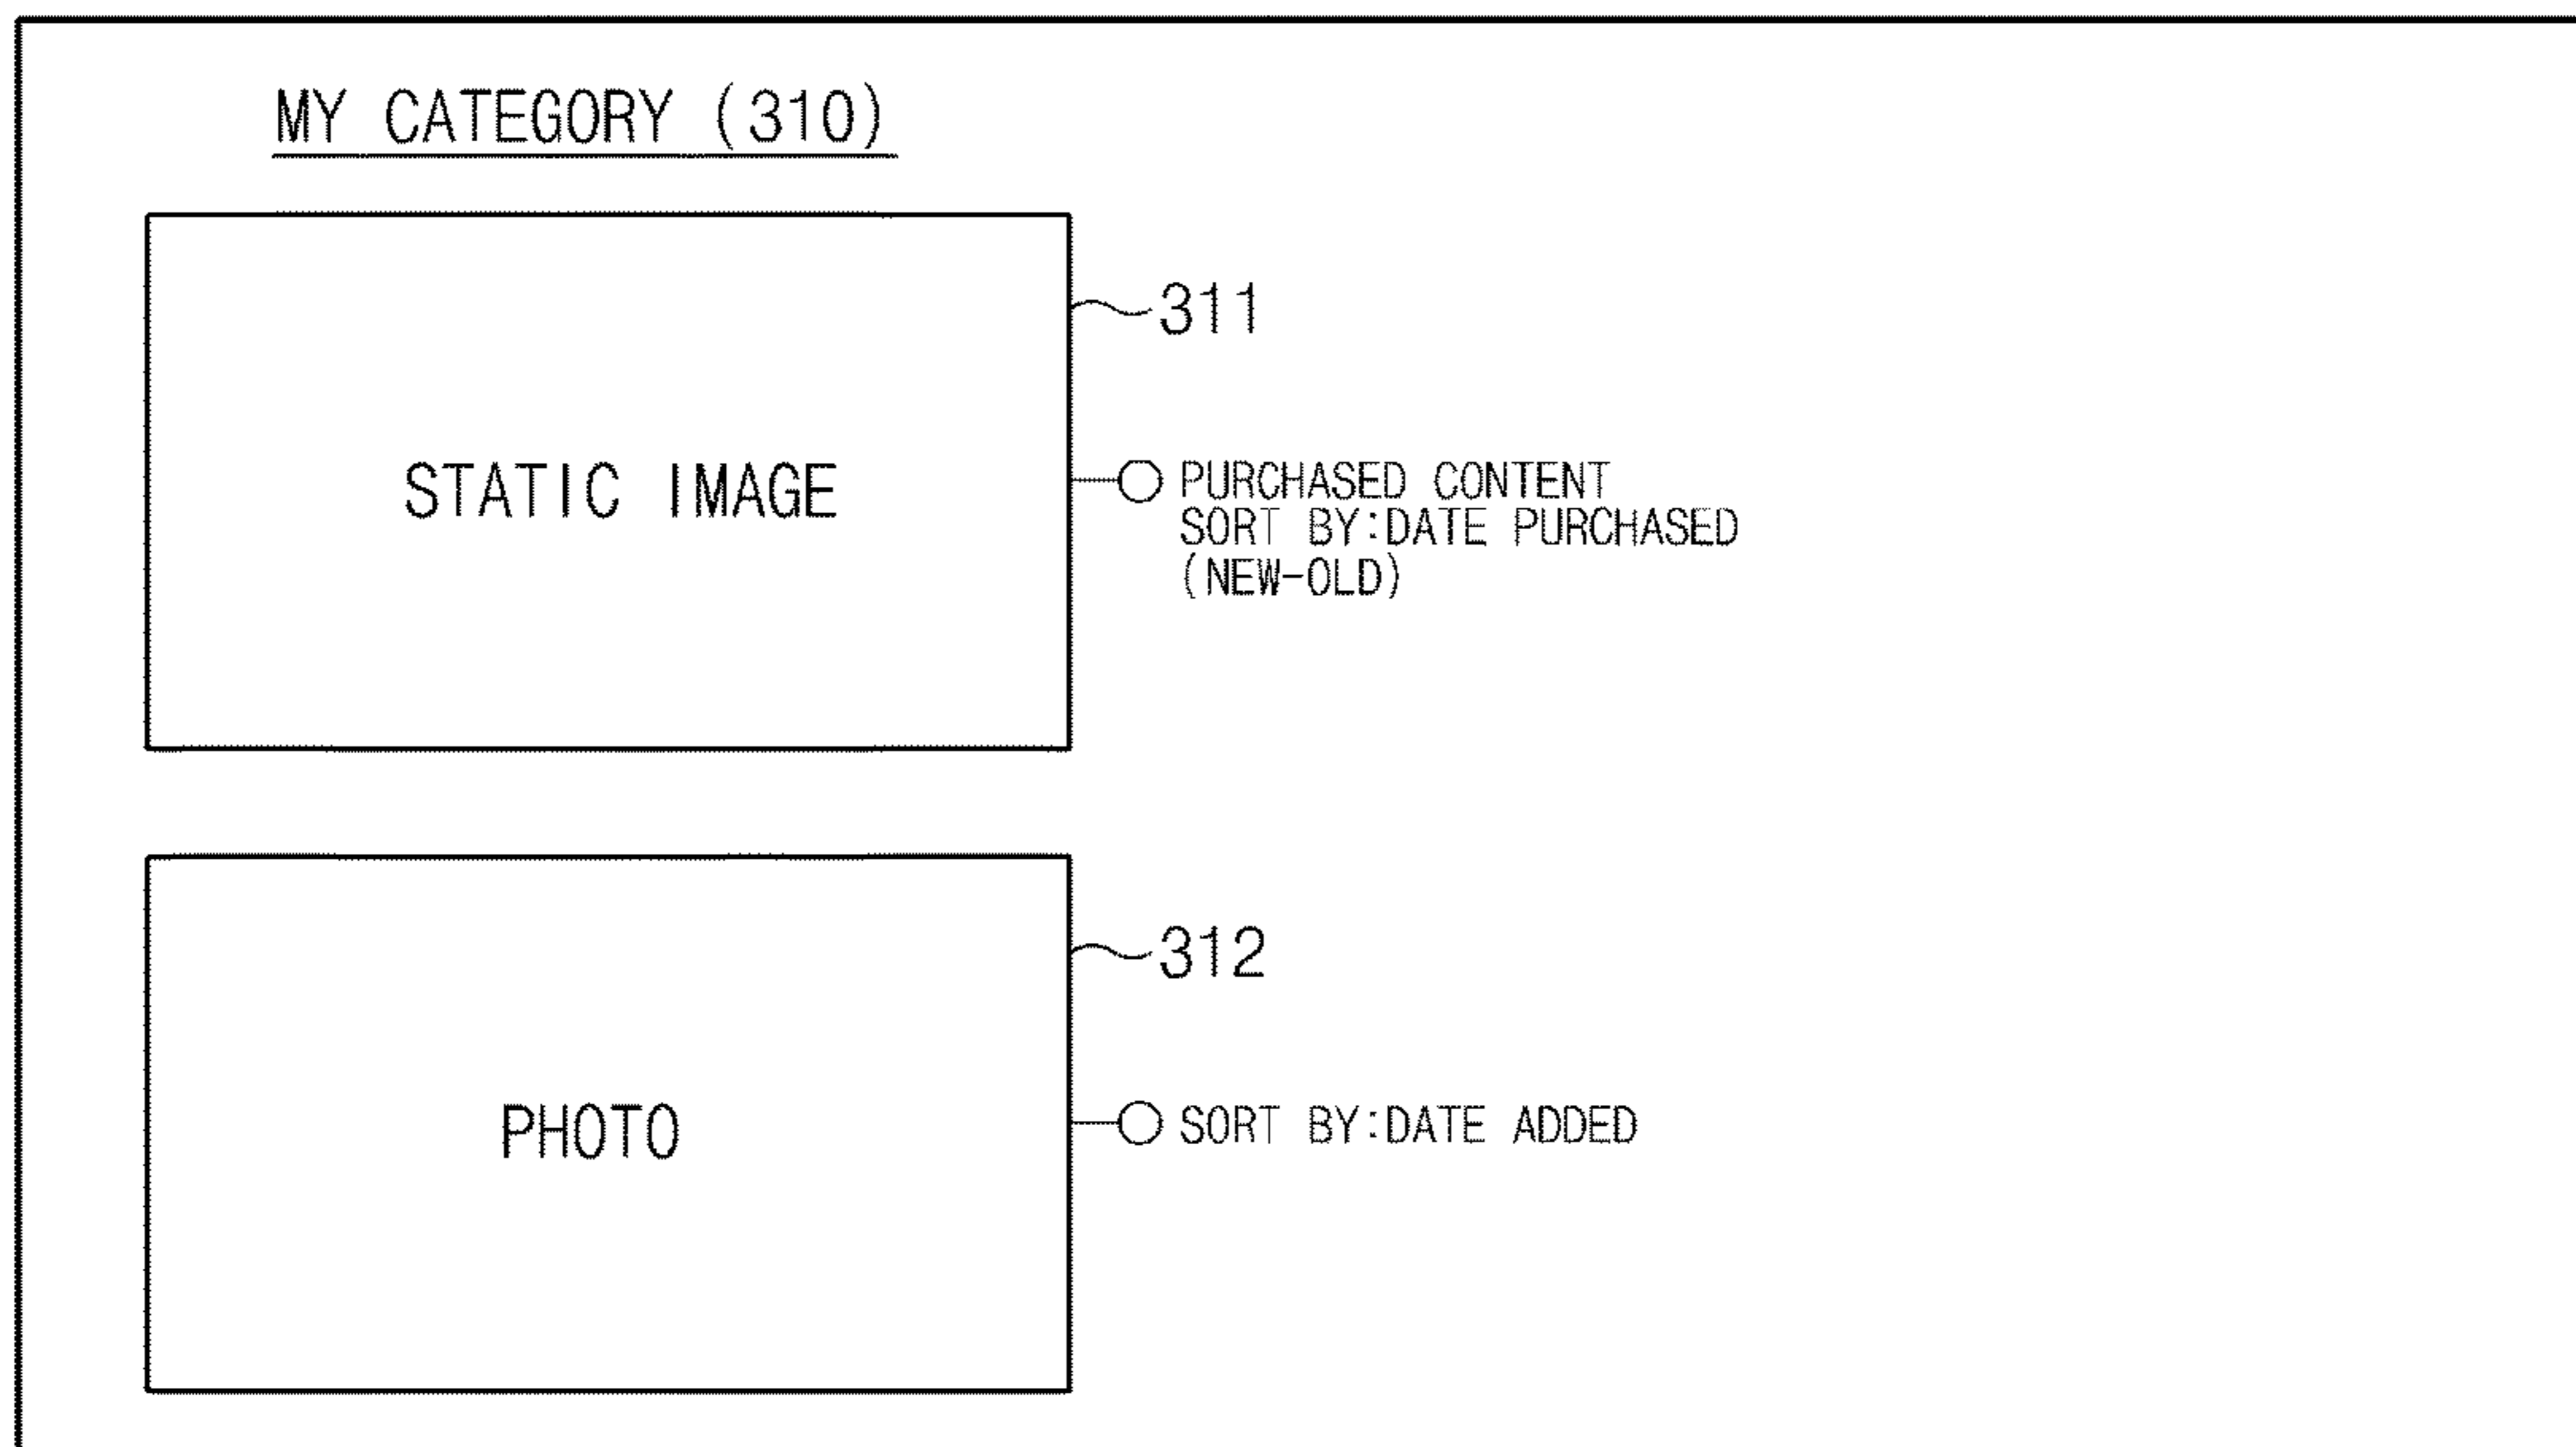 MY CATEGORY (310)
311
STATIC IMAGE
PURCHASED CONTENT
SORT BY:DATE PURCHASED
(NEW-OLD)
312
PHOTO
SORT BY:DATE ADDED